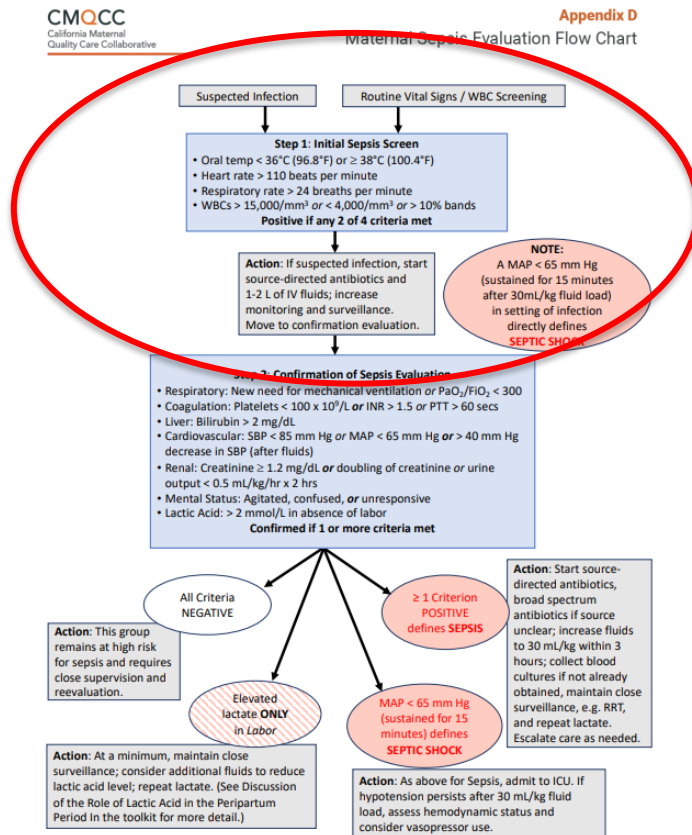 CMQCC
California Maternal
Quality Care Collaborative
Appendix D
Maternal Sepsis Evaluation Flow Chart
Suspected Infection
Routine Vital Signs / WBC Screening
Step 1: Initial Sepsis Screen
• Oral temp < 36°C (96.8°F) or ≥ 38°C (100.4°F)
• Heart rate > 110 beats per minute
• Respiratory rate > 24 breaths per minute
• WBCs > 15,000/mm³ or < 4,000/mm³ or > 10% bands
Positive if any 2 of 4 criteria met
Action: If suspected infection, start
source-directed antibiotics and
1-2 L of IV fluids; increase
monitoring and surveillance.
Move to confirmation evaluation.
NOTE:
A MAP < 65 mm Hg
(sustained for 15 minutes
after 30mL/kg fluid load)
in setting of infection
directly defines
SEPTIC SHOCK
Step 2: Confirmation of Sepsis Evaluation
• Respiratory: New need for mechanical ventilation or PaO₂/FiO₂ < 300
• Coagulation: Platelets < 100 x 10⁹/L or INR > 1.5 or PTT > 60 secs
• Liver: Bilirubin > 2 mg/dL
• Cardiovascular: SBP < 85 mm Hg or MAP < 65 mm Hg or > 40 mm Hg
decrease in SBP (after fluids)
• Renal: Creatinine ≥ 1.2 mg/dL or doubling of creatinine or urine
output < 0.5 mL/kg/hr x 2 hrs
• Mental Status: Agitated, confused, or unresponsive
• Lactic Acid: > 2 mmol/L in absence of labor
Confirmed if 1 or more criteria met
All Criteria
NEGATIVE
Action: This group
remains at high risk
for sepsis and requires
close supervision and
reevaluation.
Elevated
lactate ONLY
in Labor
Action: At a minimum, maintain close
surveillance; consider additional fluids to reduce
lactic acid level; repeat lactate. (See Discussion
of the Role of Lactic Acid in the Peripartum
Period In the toolkit for more detail.)
≥ 1 Criterion
POSITIVE
defines SEPSIS
Action: Start source-
directed antibiotics,
broad spectrum
antibiotics if source
unclear; increase fluids
to 30 mL/kg within 3
hours; collect blood
cultures if not already
obtained, maintain close
surveillance, e.g. RRT,
and repeat lactate.
Escalate care as needed.
MAP < 65 mm Hg
(sustained for 15
minutes) defines
SEPTIC SHOCK
Action: As above for Sepsis, admit to ICU. If
hypotension persists after 30 mL/kg fluid
load, assess hemodynamic status and
consider vasopressor use.